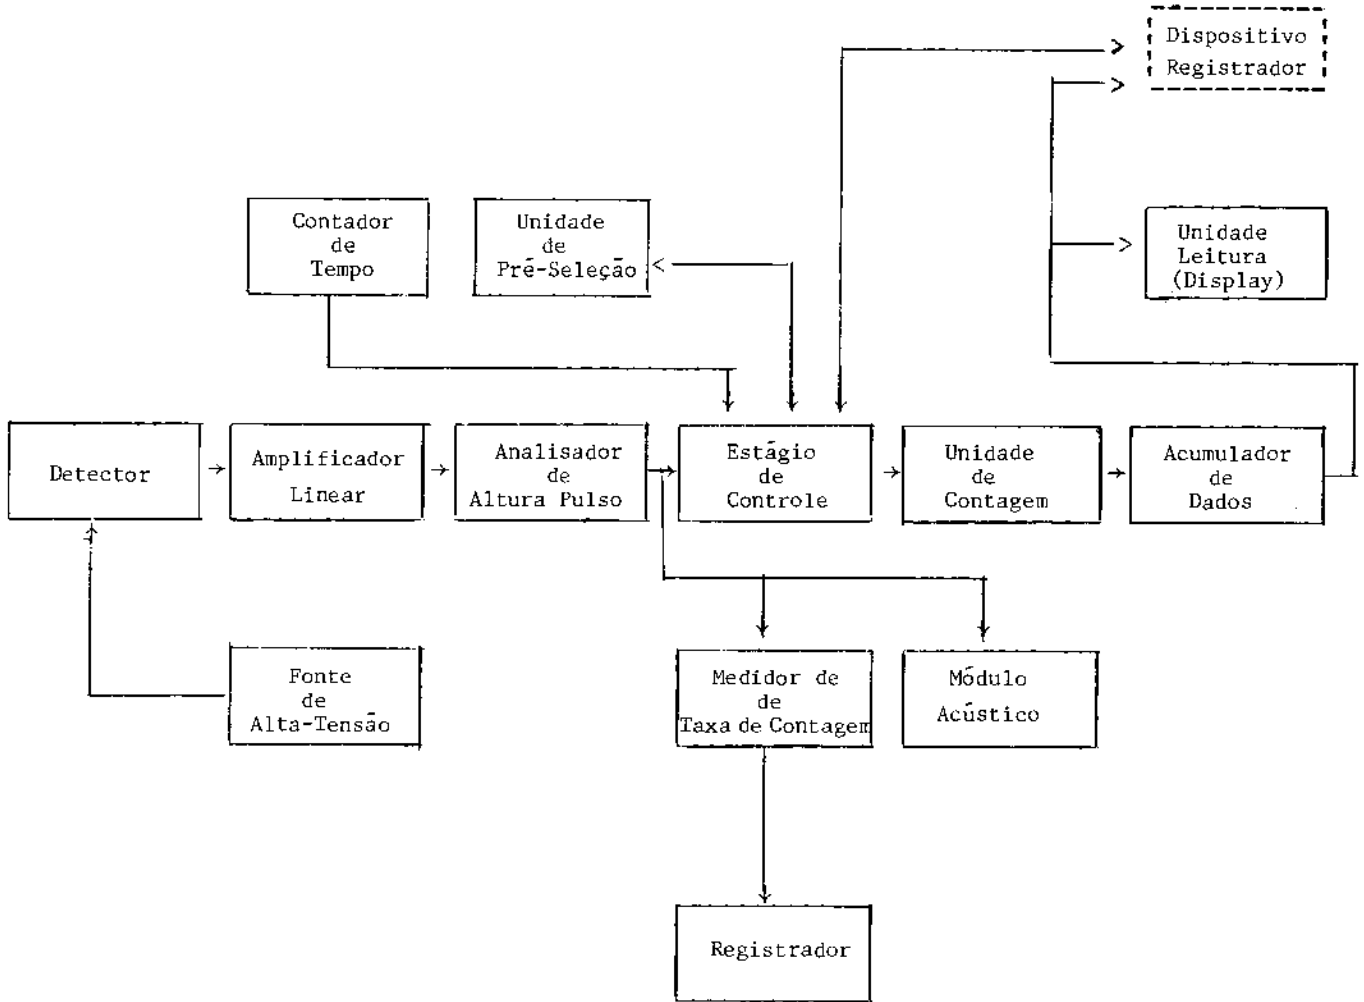 Dispositivo
Registrador
Contador
de
Tempo
Unidade
de
Pré-Seleção
Unidade
Leitura
(Display)
Detector
Amplificador
Linear
Analisador
de
Altura Pulso
Estágio
de
Controle
Unidade
de
Contagem
Acumulador
de
Dados
Fonte
de
Alta-Tensão
Medidor de
de
Taxa de Contagem
Módulo
Acústico
Registrador